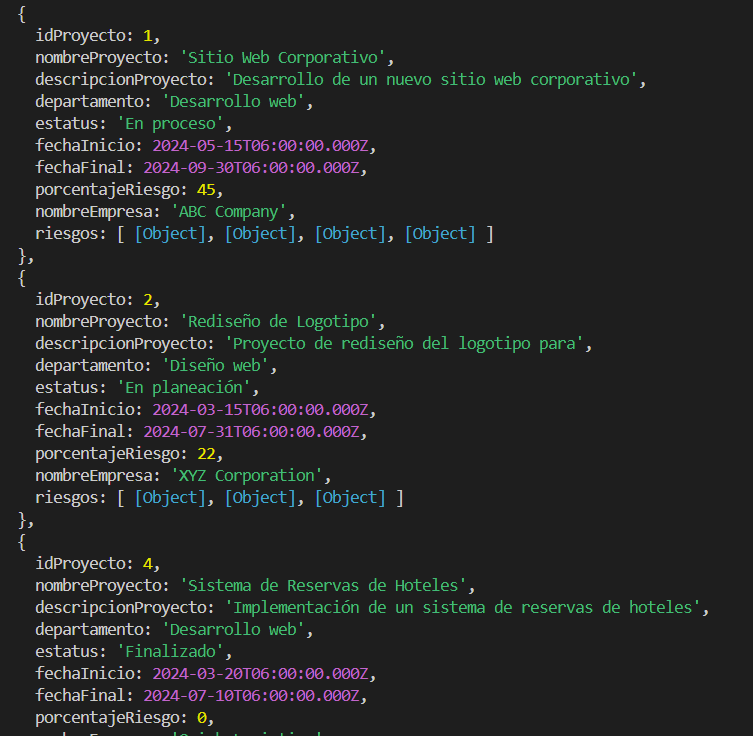 {
idProyecto: 1,
nombreProyecto: 'Sitio Web Corporativo',
descripcionProyecto: 'Desarrollo de un nuevo sitio web corporativo',
departamento: 'Desarrollo web',
estatus: 'En proceso',
fechaInicio: 2024-05-15T06:00:00.000Z,
fechaFinal: 2024-09-30T06:00:00.000Z,
porcentajeRiesgo: 45,
nombreEmpresa: 'ABC Company',
riesgos: [ [Object], [Object], [Object], [Object] ]
},
{
idProyecto: 2,
nombreProyecto: 'Rediseño de Logotipo',
descripcionProyecto: 'Proyecto de rediseño del logotipo para',
departamento: 'Diseño web',
estatus: 'En planeación',
fechaInicio: 2024-03-15T06:00:00.000Z,
fechaFinal: 2024-07-31T06:00:00.000Z,
porcentajeRiesgo: 22,
nombreEmpresa: 'XYZ Corporation',
riesgos: [ [Object], [Object], [Object] ]
},
{
idProyecto: 4,
nombreProyecto: 'Sistema de Reservas de Hoteles',
descripcionProyecto: 'Implementación de un sistema de reservas de hoteles',
departamento: 'Desarrollo web',
estatus: 'Finalizado',
fechaInicio: 2024-03-20T06:00:00.000Z,
fechaFinal: 2024-07-10T06:00:00.000Z,
porcentajeRiesgo: 0,